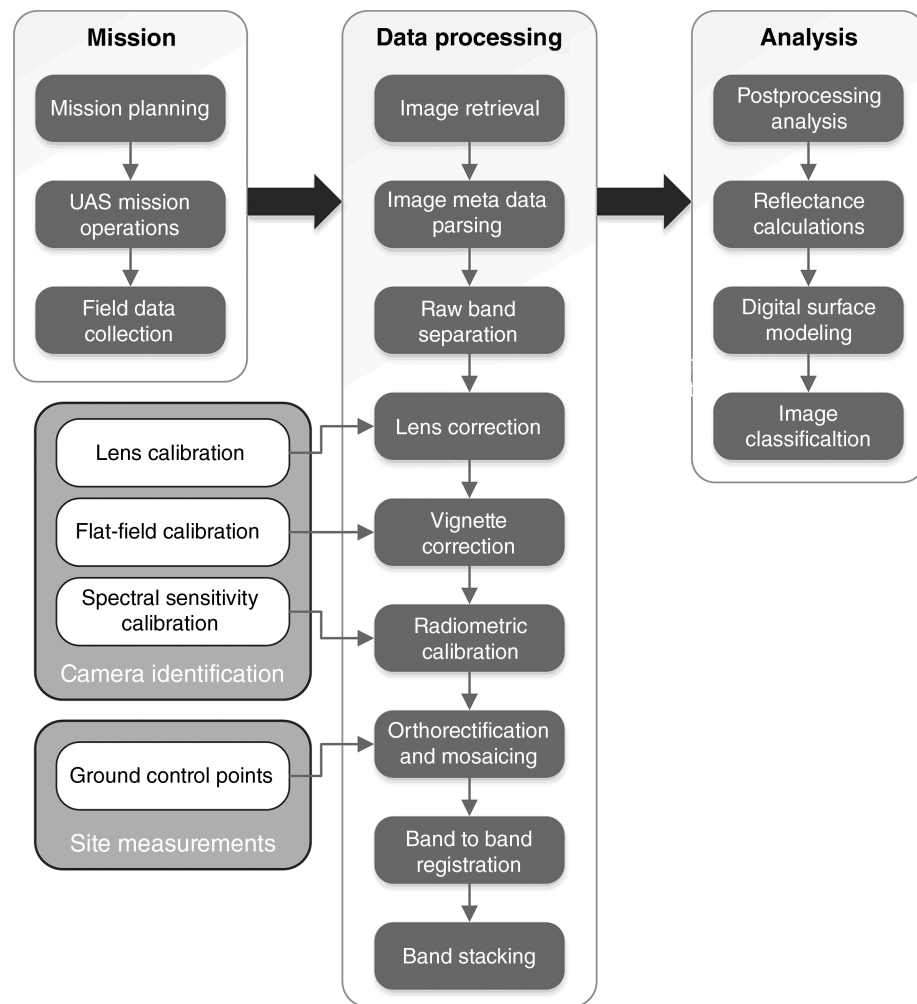 Mission
Mission planning
UAS mission
operations
Field data
collection
Data processing
Image retrieval
Image meta data
parsing
Raw band
separation
Lens correction
Vignette
correction
Radiometric
calibration
Orthorectification
and mosaicing
Band to band
registration
Band stacking
Analysis
Postprocessing
analysis
Reflectance
calculations
Digital surface
modeling
Image
classificaltion
Lens calibration
Flat-field calibration
Spectral sensitivity
calibration
Camera identification
Ground control points
Site measurements